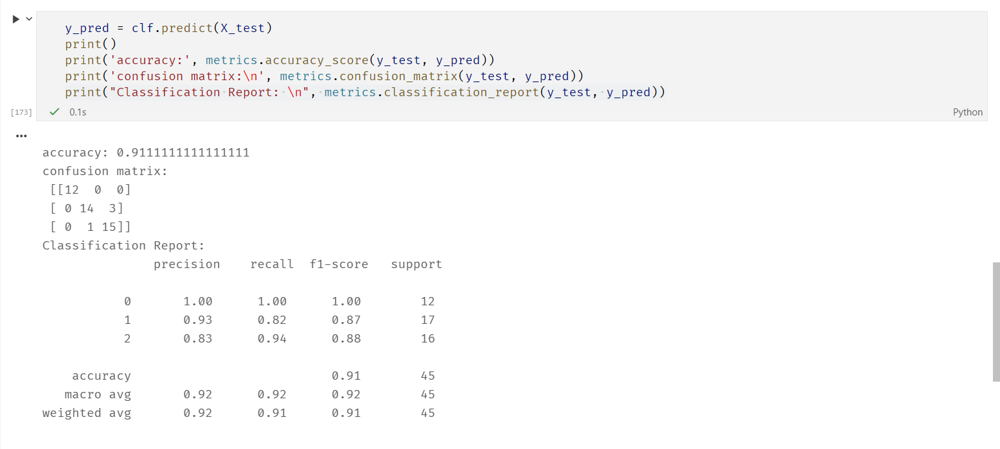 y_pred = clf.predict(X_test)
print()
print('accuracy:', metrics.accuracy_score(y_test, y_pred))
print('confusion matrix:\n', metrics.confusion_matrix(y_test, y_pred))
print("Classification Report: \n", metrics.classification_report(y_test, y_pred))
[173] 0.1s Python
accuracy: 0.9111111111111111
confusion matrix:
[[12 0 0]
[ 0 14 3]
[ 0 1 15]]
Classification Report:
precision recall f1-score support
0 1.00 1.00 1.00 12
1 0.93 0.82 0.87 17
2 0.83 0.94 0.88 16
accuracy 0.91 45
macro avg 0.92 0.92 0.92 45
weighted avg 0.92 0.91 0.91 45